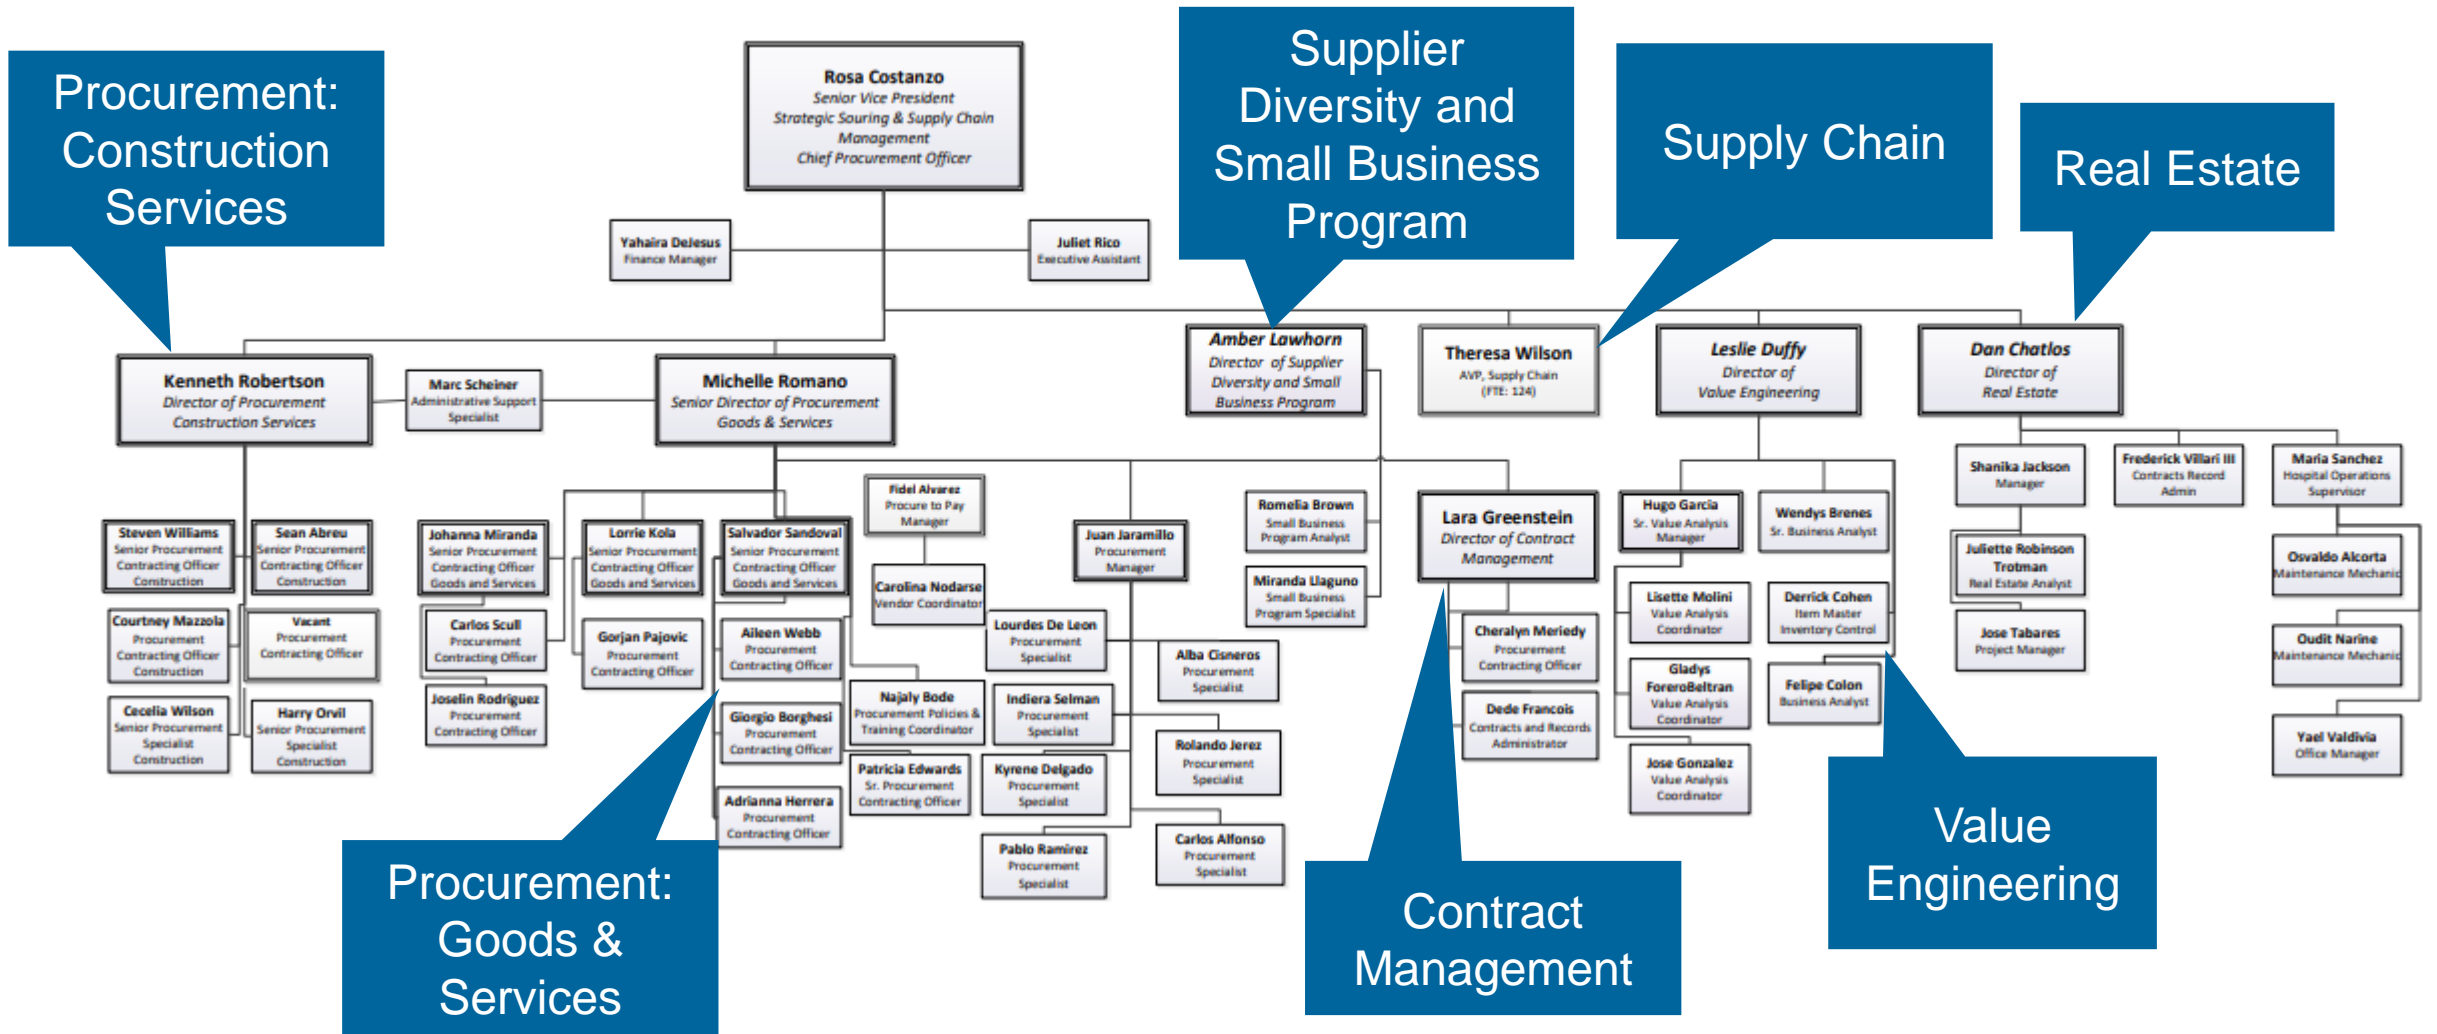 Procurement:
Construction
Services
Rosa Costanzo
Senior Vice President
Strategic Souring & Supply Chain
Management
Chief Procurement Officer
Supplier
Diversity and
Small Business
Program
Supply Chain
Real Estate
Yahaira DeJesus
Finance Manager
Juliet Rico
Executive Assistant
Kenneth Robertson
Director of Procurement
Construction Services
Marc Scheiner
Administrative Support
Specialist
Michelle Romano
Senior Director of Procurement
Goods & Services
Amber Lawhorn
Director of Supplier
Diversity and Small
Business Program
Theresa Wilson
AVP, Supply Chain
(FTE: 124)
Leslie Duffy
Director of
Value Engineering
Dan Chatlos
Director of
Real Estate
Steven Williams
Senior Procurement
Contracting Officer
Construction
Sean Abreu
Senior Procurement
Contracting Officer
Construction
Courtney Mazzola
Procurement
Contracting Officer
Construction
Vacant
Procurement
Contracting Officer
Cecelia Wilson
Senior Procurement
Specialist
Construction
Harry Orvil
Senior Procurement
Specialist
Construction
Johanna Miranda
Senior Procurement
Contracting Officer
Goods and Services
Lorrie Kola
Senior Procurement
Contracting Officer
Goods and Services
Salvador Sandoval
Senior Procurement
Contracting Officer
Goods and Services
Carlos Scull
Procurement
Contracting Officer
Joselin Rodriguez
Procurement
Contracting Officer
Gorjan Pajovic
Procurement
Contracting Officer
Aileen Webb
Procurement
Contracting Officer
Giorgio Borghesi
Procurement
Contracting Officer
Adrianna Herrera
Procurement
Contracting Officer
Fidel Alvarez
Procure to Pay
Manager
Carolina Nodarse
Vendor Coordinator
Najaly Bode
Procurement Policies &
Training Coordinator
Patricia Edwards
Sr. Procurement
Contracting Officer
Juan Jaramillo
Procurement
Manager
Lourdes De Leon
Procurement
Specialist
Alba Cisneros
Procurement
Specialist
Indiera Selman
Procurement
Specialist
Rolando Jerez
Procurement
Specialist
Kyrene Delgado
Procurement
Specialist
Carlos Alfonso
Procurement
Specialist
Pablo Ramirez
Procurement
Specialist
Romelia Brown
Small Business
Program Analyst
Miranda Llaguno
Small Business
Program Specialist
Lara Greenstein
Director of Contract
Management
Cheralyn Meriedy
Procurement
Contracting Officer
Dede Francois
Contracts and Records
Administrator
Hugo Garcia
Sr. Value Analysis
Manager
Wendys Brenes
Sr. Business Analyst
Lisette Molini
Value Analysis
Coordinator
Derrick Cohen
Item Master
Inventory Control
Gladys
ForeroBeltran
Value Analysis
Coordinator
Felipe Colon
Business Analyst
Jose Gonzalez
Value Analysis
Coordinator
Shanika Jackson
Manager
Frederick Villari III
Contracts Record
Admin
Maria Sanchez
Hospital Operations
Supervisor
Juliette Robinson
Trotman
Real Estate Analyst
Jose Tabares
Project Manager
Osvaldo Alcorta
Maintenance Mechanic
Oudit Narine
Maintenance Mechanic
Yael Valdivia
Office Manager
Procurement:
Goods &
Services
Contract
Management
Value
Engineering